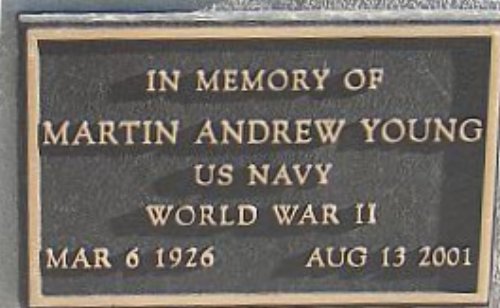 IN MEMORY OF
MARTIN ANDREW YOUNG
US NAVY
WORLD WAR II
MAR 6 1926 AUG 13 2001